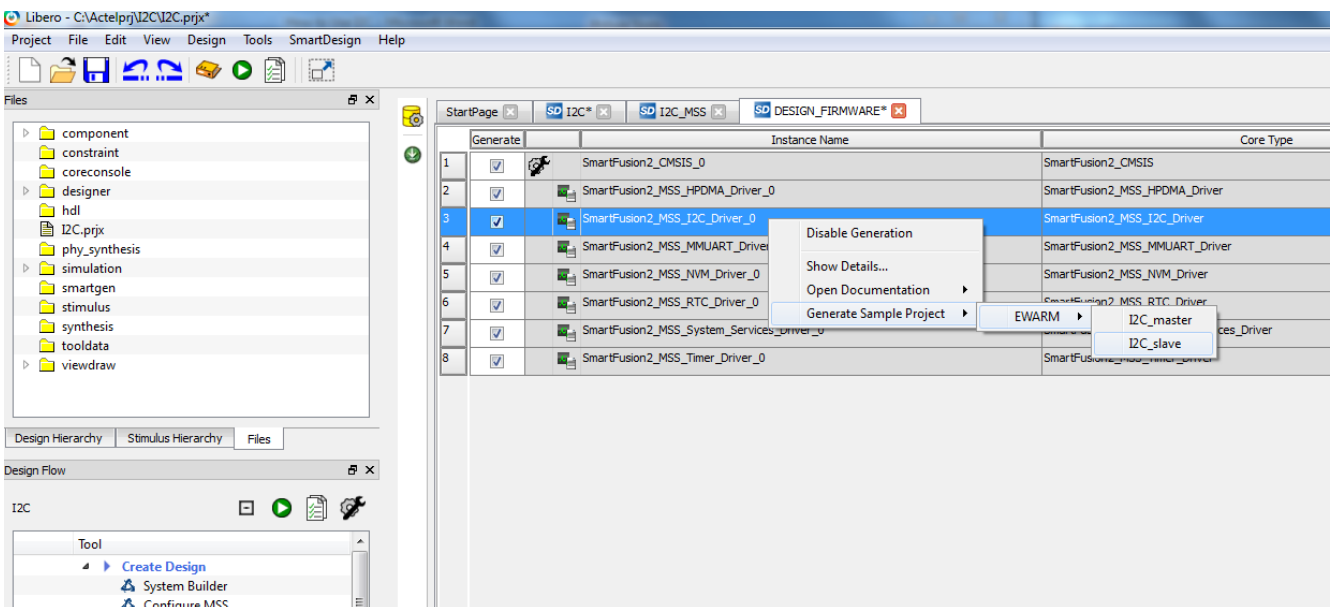 Libero - C:\Actelprj\I2C\I2C.prjx*
Project File Edit View Design Tools SmartDesign Help
Files
component
constraint
coreconsole
designer
hdl
I2C.prjx
phy_synthesis
simulation
smartgen
stimulus
synthesis
tooldata
viewdraw
Design Hierarchy Stimulus Hierarchy Files
Design Flow
I2C
Tool
Create Design
System Builder
Configure MSS
StartPage SD I2C* SD I2C_MSS SD DESIGN_FIRMWARE*
Generate Instance Name Core Type
1 SmartFusion2_CMSIS_0 SmartFusion2_CMSIS
2 SmartFusion2_MSS_HPDMA_Driver_0 SmartFusion2_MSS_HPDMA_Driver
3 SmartFusion2_MSS_I2C_Driver_0 SmartFusion2_MSS_I2C_Driver
4 SmartFusion2_MSS_MMUART_Driver SmartFusion2_MSS_MMUART_Driver
5 SmartFusion2_MSS_NVM_Driver_0 SmartFusion2_MSS_NVM_Driver
6 SmartFusion2_MSS_RTC_Driver_0 SmartFusion2_MSS_RTC_Driver
7 SmartFusion2_MSS_System_Services_Driver_0 ces_Driver
8 SmartFusion2_MSS_Timer_Driver_0 SmartFusion2_MSS_Timer_Driver
Disable Generation
Show Details...
Open Documentation
Generate Sample Project
EWARM
I2C_master
I2C_slave